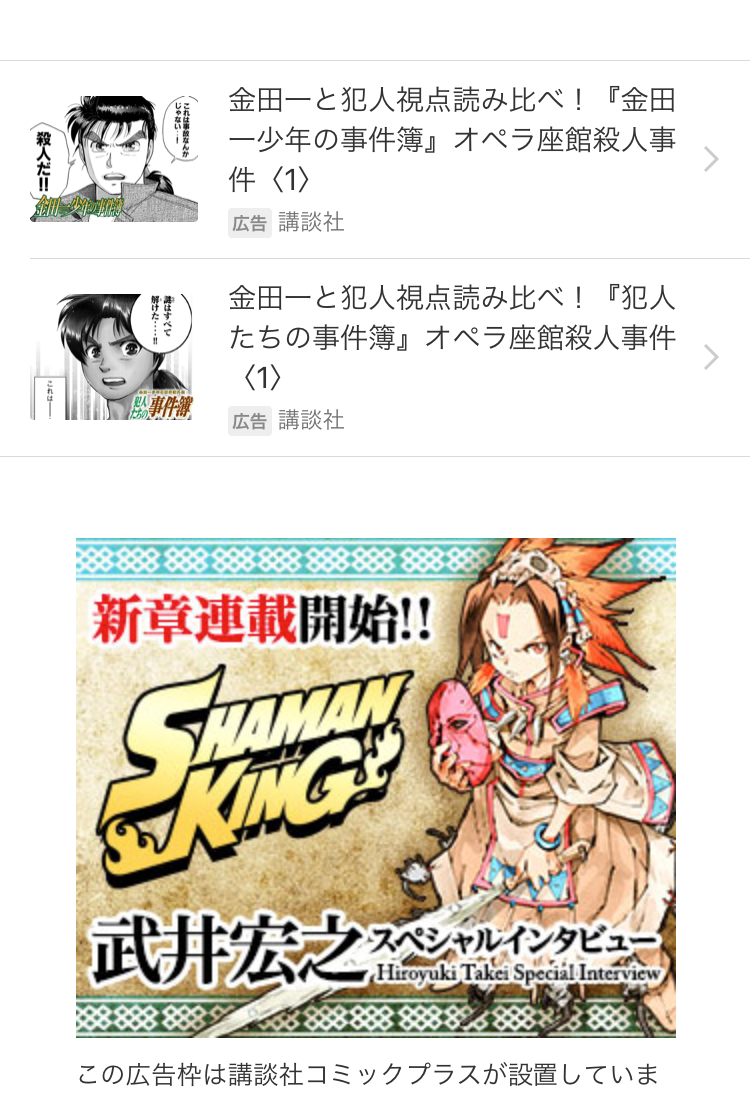 これは事故なんか
じゃない…!
殺人だ!!
金田一少年の事件簿
金田一と犯人視点読み比べ！『金田
一少年の事件簿』オペラ座館殺人事
件〈1〉
広告 講談社
謎はすべて
解けた……!!
これは——
犯人
たちの
事件簿
金田一と犯人視点読み比べ！『犯人
たちの事件簿』オペラ座館殺人事件
〈1〉
広告 講談社
新章連載開始!!
SHAMAN
KING
武井宏之スペシャルインタビュー
Hiroyuki Takei Special Interview
この広告枠は講談社コミックプラスが設置していま